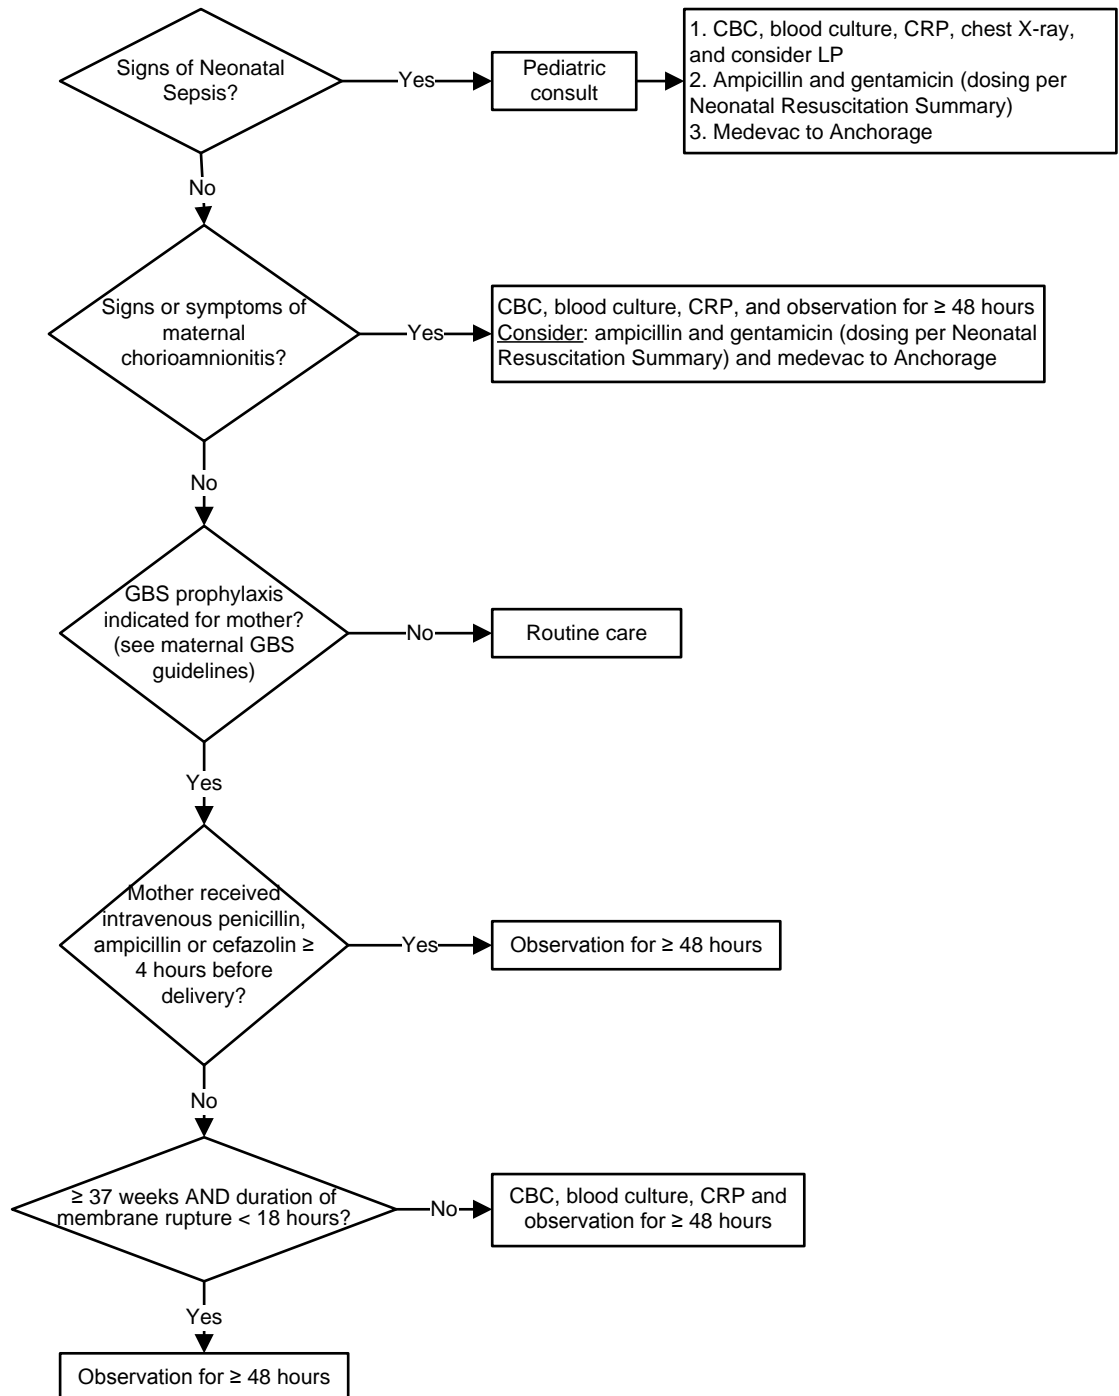 Signs of Neonatal
Sepsis?
Yes
Pediatric
consult
1. CBC, blood culture, CRP, chest X-ray,
and consider LP
2. Ampicillin and gentamicin (dosing per
Neonatal Resuscitation Summary)
3. Medevac to Anchorage
No
Signs or symptoms of
maternal
chorioamnionitis?
Yes
CBC, blood culture, CRP, and observation for ≥ 48 hours
Consider: ampicillin and gentamicin (dosing per Neonatal
Resuscitation Summary) and medevac to Anchorage
No
GBS prophylaxis
indicated for mother?
(see maternal GBS
guidelines)
No
Routine care
Yes
Mother received
intravenous penicillin,
ampicillin or cefazolin ≥
4 hours before
delivery?
Yes
Observation for ≥ 48 hours
No
≥ 37 weeks AND duration of
membrane rupture < 18 hours?
No
CBC, blood culture, CRP and
observation for ≥ 48 hours
Yes
Observation for ≥ 48 hours